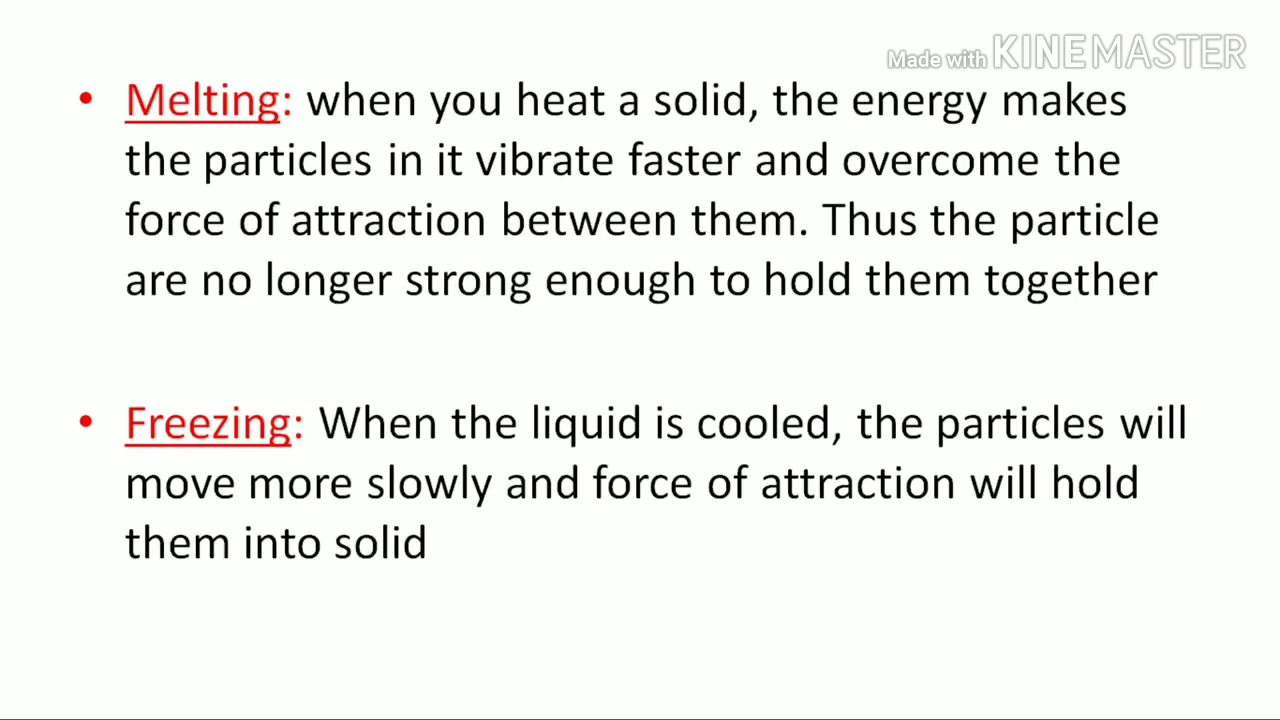 Made with KINEMASTER
• Melting: when you heat a solid, the energy makes
the particles in it vibrate faster and overcome the
force of attraction between them. Thus the particle
are no longer strong enough to hold them together
• Freezing: When the liquid is cooled, the particles will
move more slowly and force of attraction will hold
them into solid